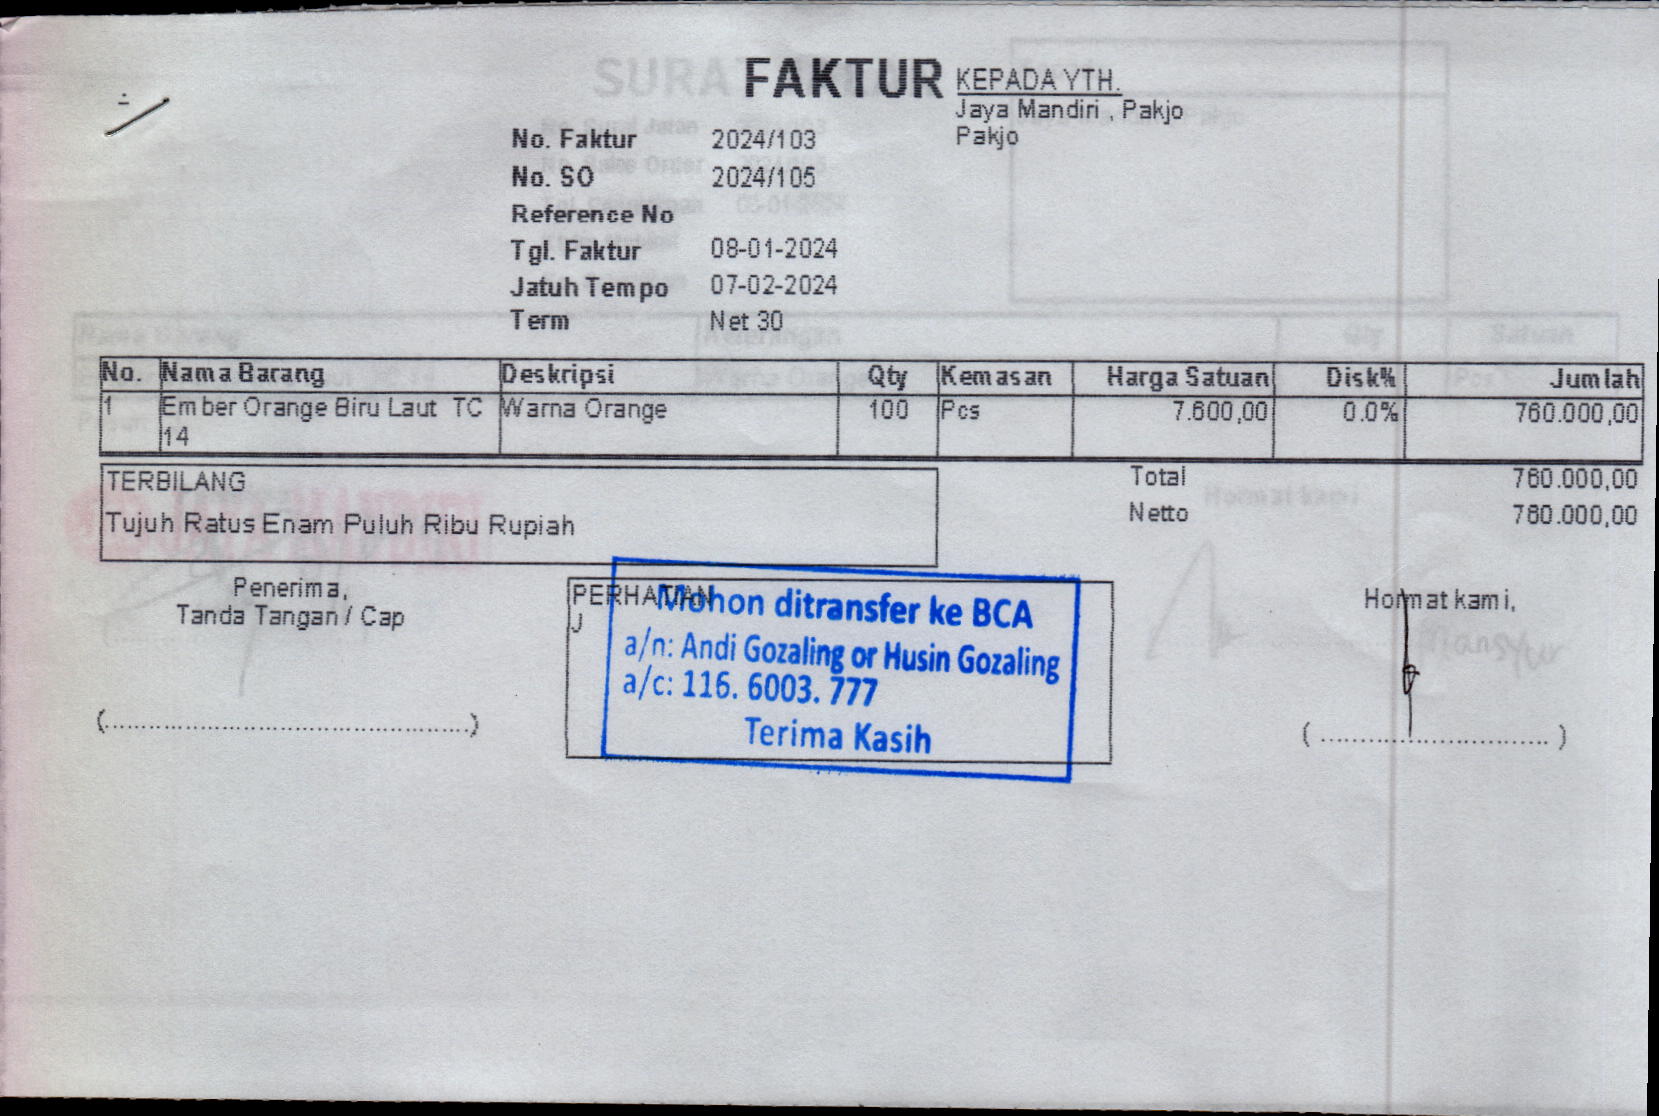 FAKTUR
KEPADA YTH.
Jaya Mandiri , Pakjo
Pakjo
No. Faktur 2024/103
No. SO 2024/105
Reference No
Tgl. Faktur 08-01-2024
Jatuh Tempo 07-02-2024
Term Net 30
No. Nama Barang Deskripsi Qty Kemasan Harga Satuan Disk% Jumlah
1 Ember Orange Biru Laut TC Warna Orange 100 Pcs 7.600,00 0.0% 760.000,00
14
TERBILANG
Tujuh Ratus Enam Puluh Ribu Rupiah
Total 760.000,00
Netto 760.000,00
Penerima,
Tanda Tangan / Cap
PERHATIAN
Mohon ditransfer ke BCA
a/n: Andi Gozaling or Husin Gozaling
a/c: 116. 6003. 777
Terima Kasih
Hormat kami,